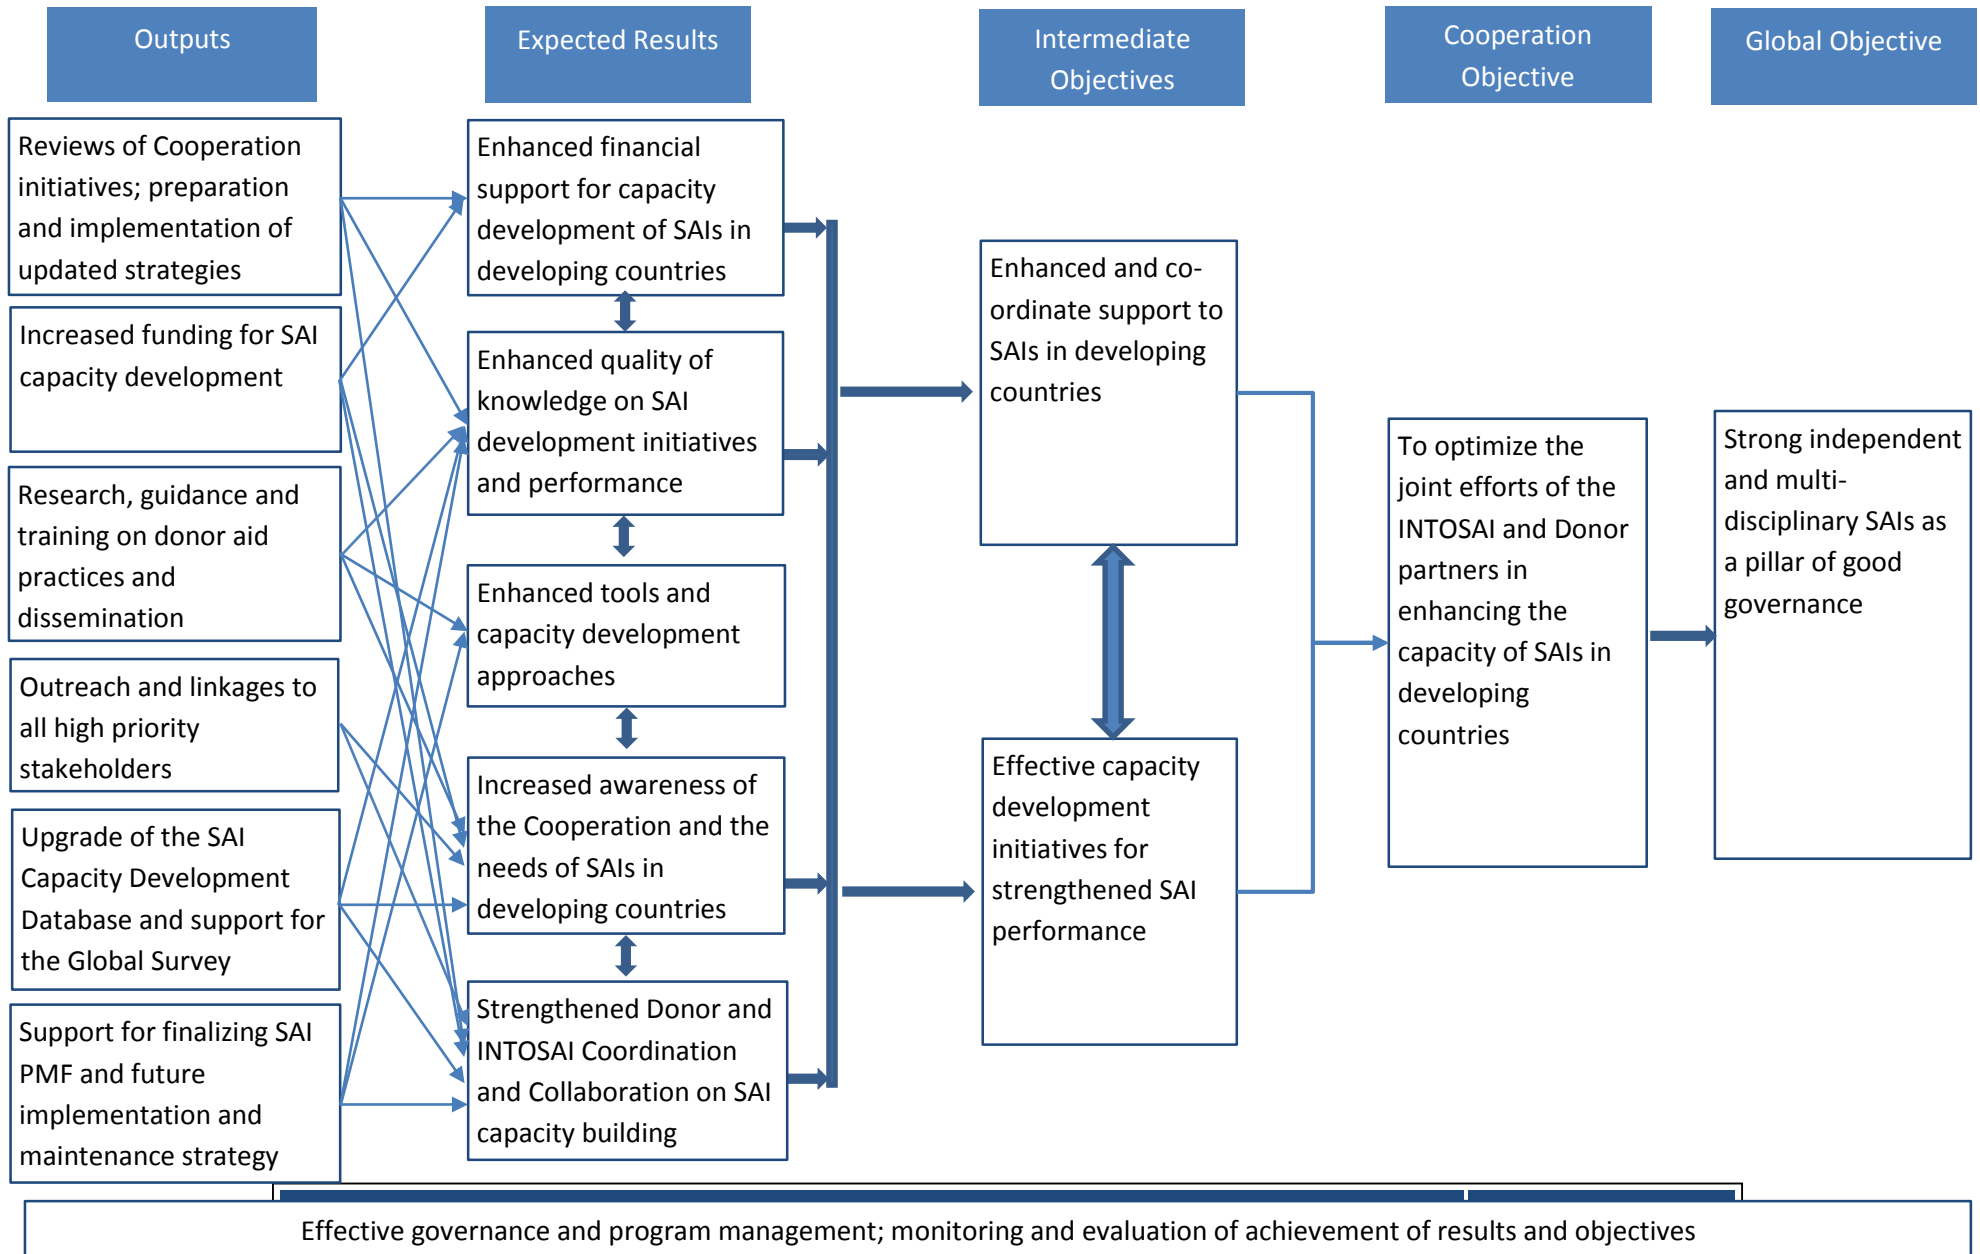 Outputs
Expected Results
Intermediate
Objectives
Cooperation
Objective
Global Objective
Reviews of Cooperation
initiatives; preparation
and implementation of
updated strategies
Increased funding for SAI
capacity development
Research, guidance and
training on donor aid
practices and
dissemination
Outreach and linkages to
all high priority
stakeholders
Upgrade of the SAI
Capacity Development
Database and support for
the Global Survey
Support for finalizing SAI
PMF and future
implementation and
maintenance strategy
Enhanced financial
support for capacity
development of SAIs in
developing countries
Enhanced quality of
knowledge on SAI
development initiatives
and performance
Enhanced tools and
capacity development
approaches
Increased awareness of
the Cooperation and the
needs of SAIs in
developing countries
Strengthened Donor and
INTOSAI Coordination
and Collaboration on SAI
capacity building
Enhanced and co-
ordinate support to
SAIs in developing
countries
Effective capacity
development
initiatives for
strengthened SAI
performance
To optimize the
joint efforts of the
INTOSAI and Donor
partners in
enhancing the
capacity of SAIs in
developing
countries
Strong independent
and multi-
disciplinary SAIs as
a pillar of good
governance
Effective governance and program management; monitoring and evaluation of achievement of results and objectives